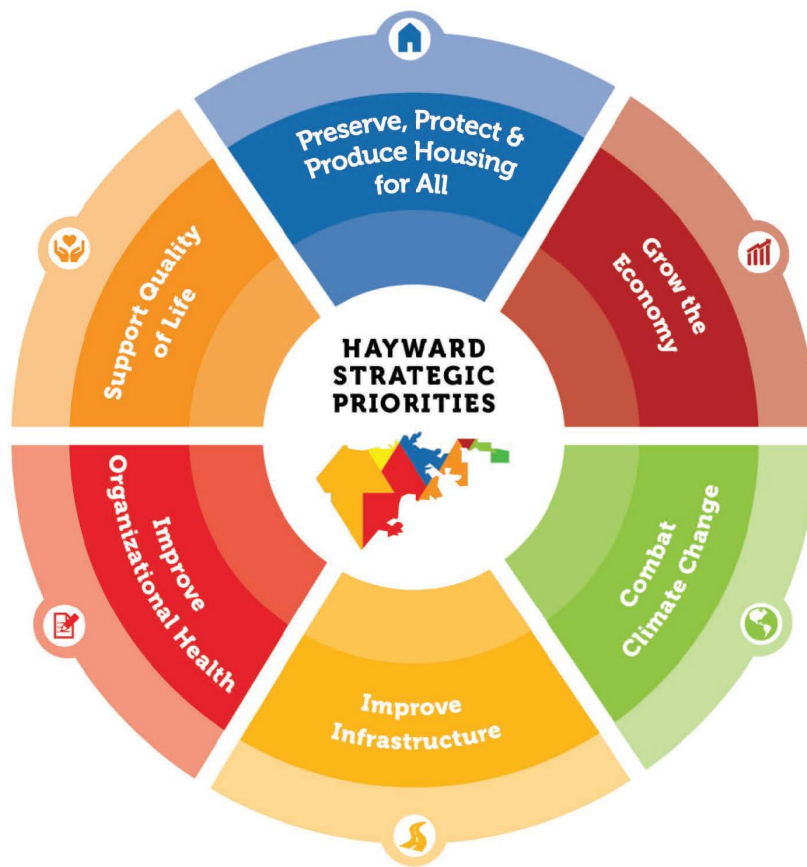 Preserve, Protect &
Produce Housing
for All
Grow the
Economy
Combat
Climate Change
Improve
Infrastructure
Improve
Organizational Health
Support Quality
of Life
HAYWARD
STRATEGIC
PRIORITIES